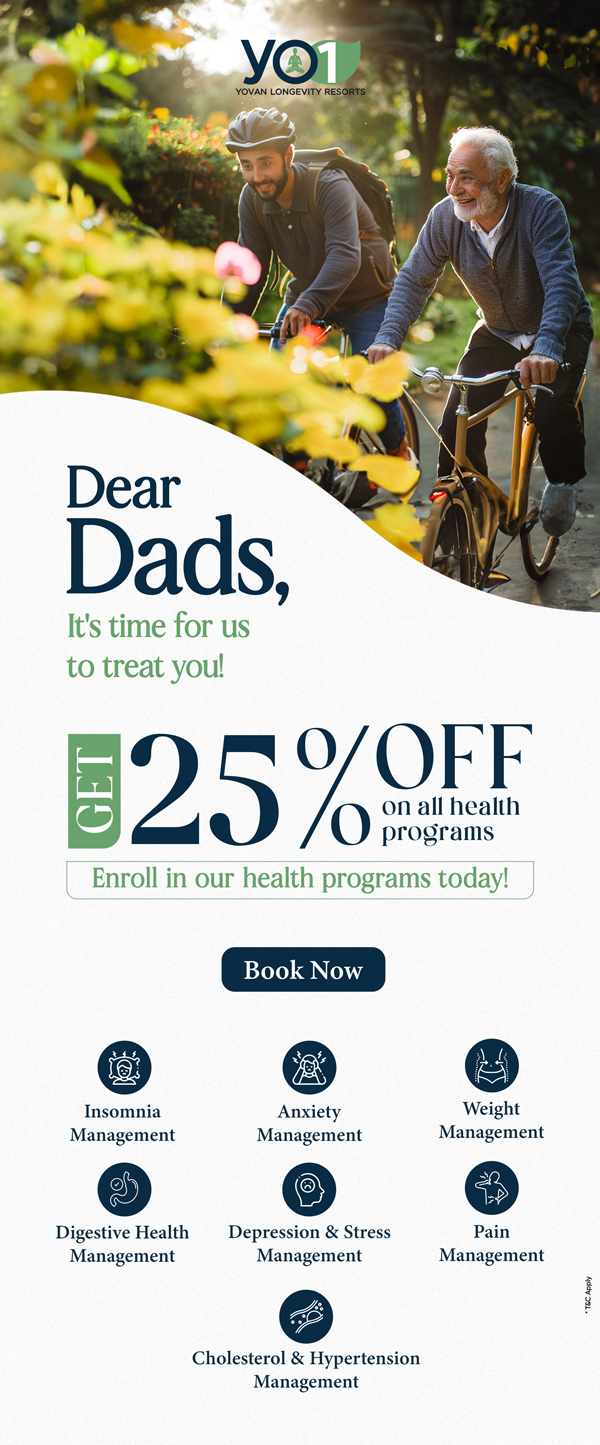 yo1
YOVAN LONGEVITY RESORTS
Dear
Dads,
It's time for us
to treat you!
GET
25% OFF
on all health
programs
Enroll in our health programs today!
Book Now
Insomnia
Management
Anxiety
Management
Weight
Management
Digestive Health
Management
Depression & Stress
Management
Pain
Management
* T&C Apply
Cholesterol & Hypertension
Management